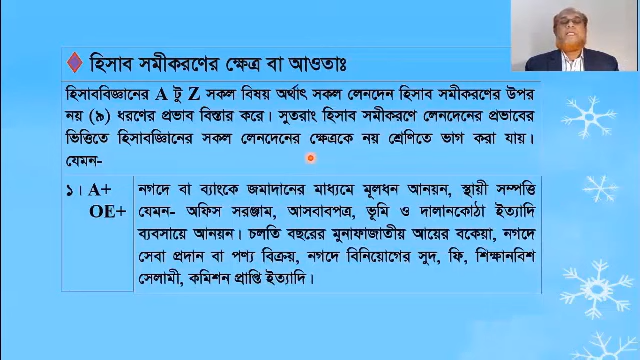 হিসাব সমীকরণের ক্ষেত্র বা আওতাঃ
হিসাববিজ্ঞানের A টু Z সকল বিষয় অর্থাৎ সকল লেনদেন হিসাব সমীকরণের উপর
নয় (৯) ধরণের প্রভাব বিস্তার করে। সুতরাং হিসাব সমীকরণে লেনদেনের প্রভাবের
ভিত্তিতে হিসাবজ্ঞিানের সকল লেনদেনের ক্ষেত্রকে নয় শ্রেণিতে ভাগ করা যায়।
যেমন-
১। A+ নগদে বা ব্যাংকে জমাদানের মাধ্যমে মূলধন আনয়ন, স্থায়ী সম্পত্তি
OE+ যেমন- অফিস সরঞ্জাম, আসবাবপত্র, ভূমি ও দালানকোঠা ইত্যাদি
ব্যবসায়ে আনয়ন। চলতি বছরের মুনাফাজাতীয় আয়ের বকেয়া, নগদে
সেবা প্রদান বা পণ্য বিক্রয়, নগদে বিনিয়োগের সুদ, ফি, শিক্ষানবিশ
সেলামী, কমিশন প্রাপ্তি ইত্যাদি।